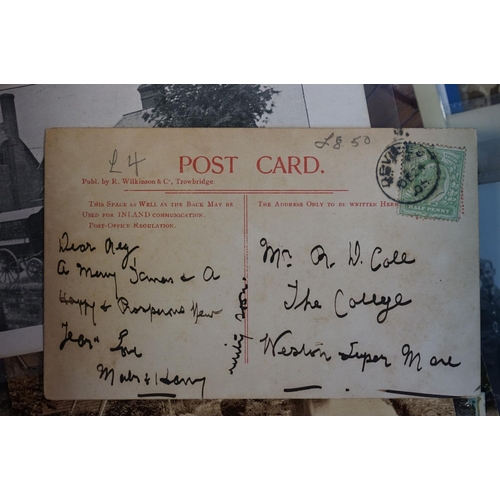 £4
£8 50
POST CARD.
Publ. by R. Wilkinson & Co., Trowbridge.
THIS SPACE AS WELL AS THE BACK MAY BE
USED FOR INLAND COMMUNICATION.
POST-OFFICE REGULATION.
THE ADDRESS ONLY TO BE WRITTEN HERE
DEVIZES
Dear Reg
A Merry Xmas & A
Happy & Prosperous New
Year Love
& Harry
soon
Mr R. W. Cole
The College
Weston Super Mare